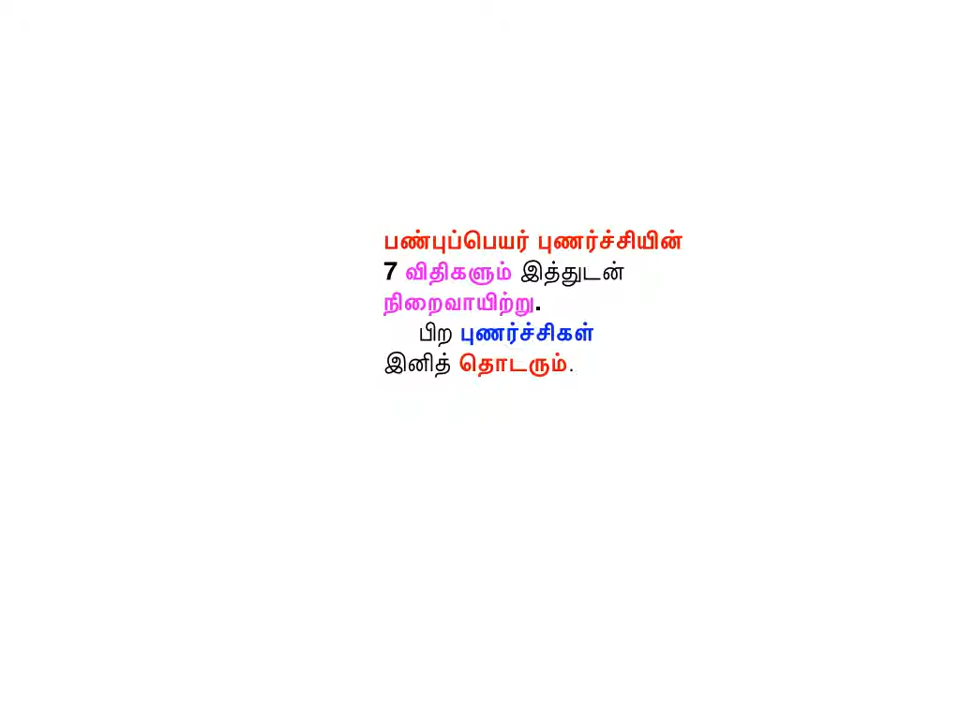 பண்புப்பெயர் புணர்ச்சியின்
7 விதிகளும் இத்துடன்
நிறைவாயிற்று.
பிற புணர்ச்சிகள்
இனித் தொடரும்.